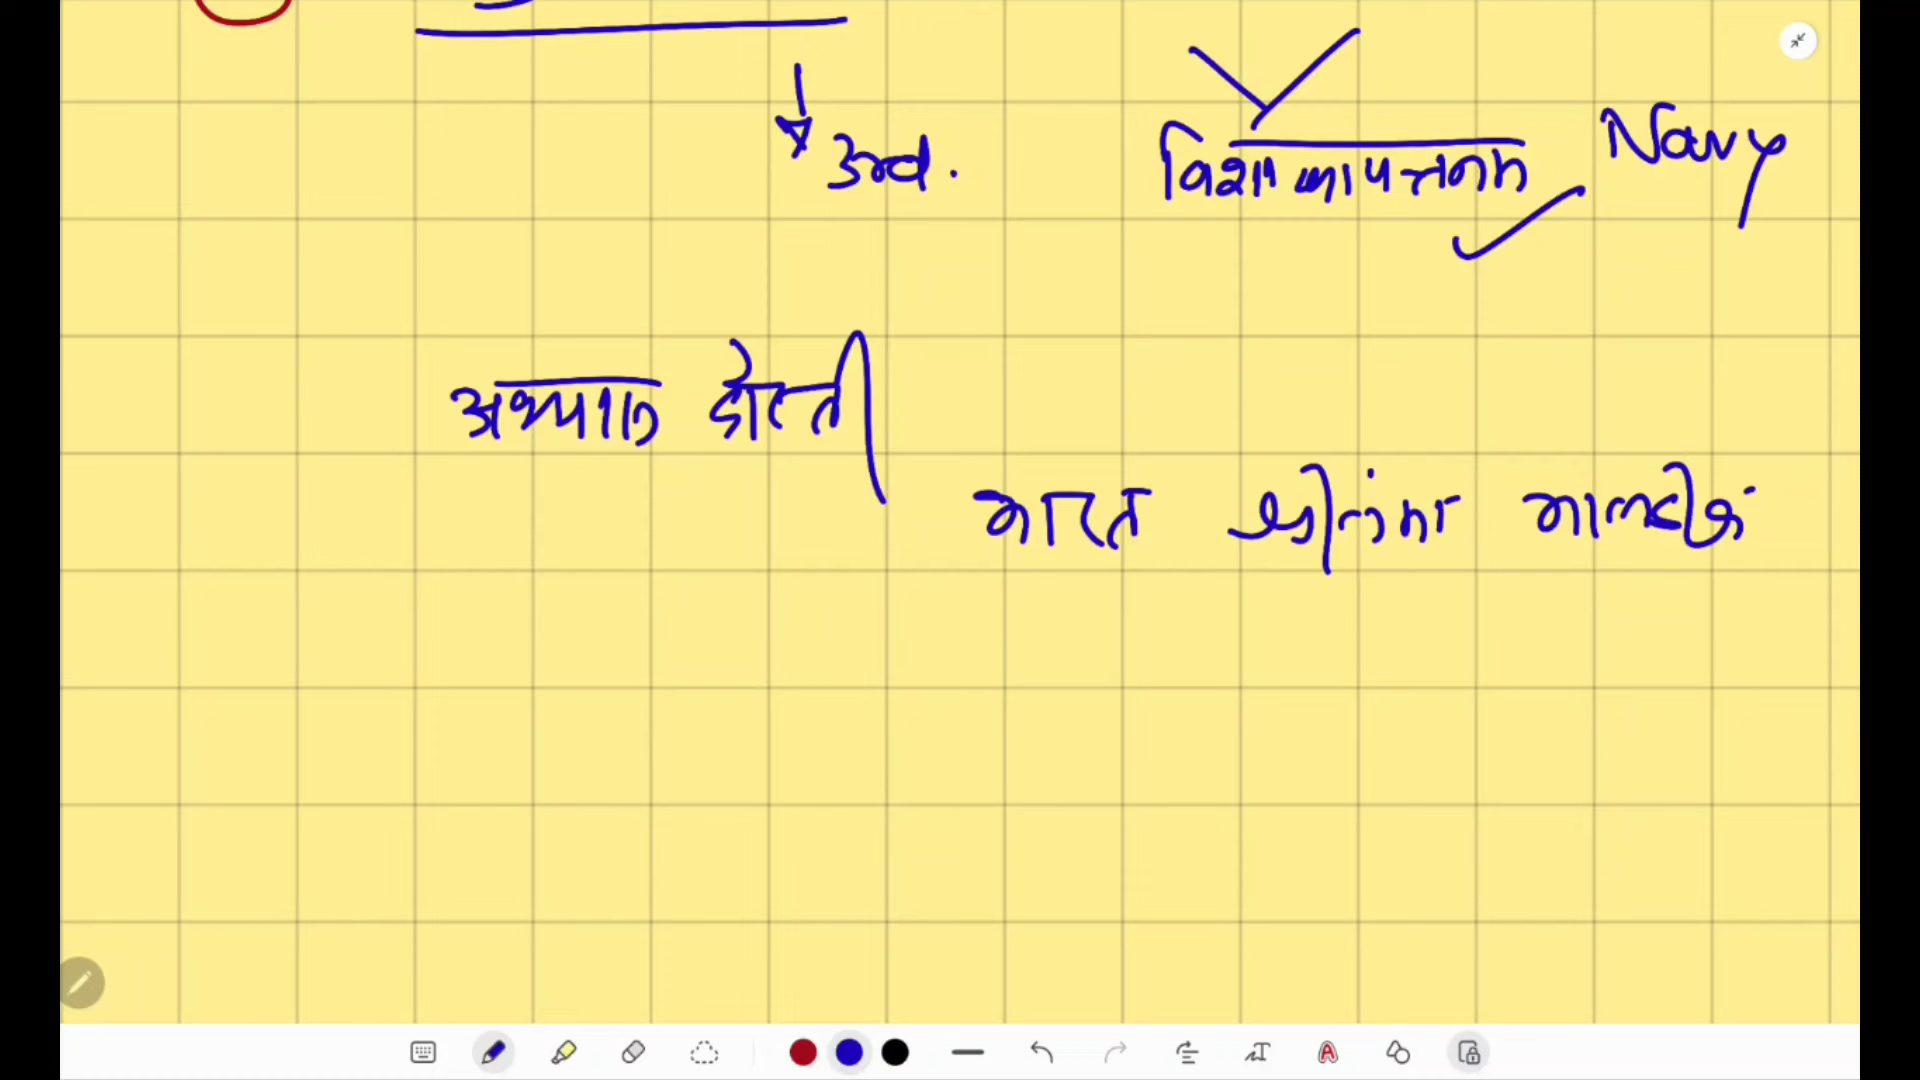 3rd.
विशाखापत्तनम Navy
अभ्यास दोस्ती
भारत श्रीलंका मालदीव